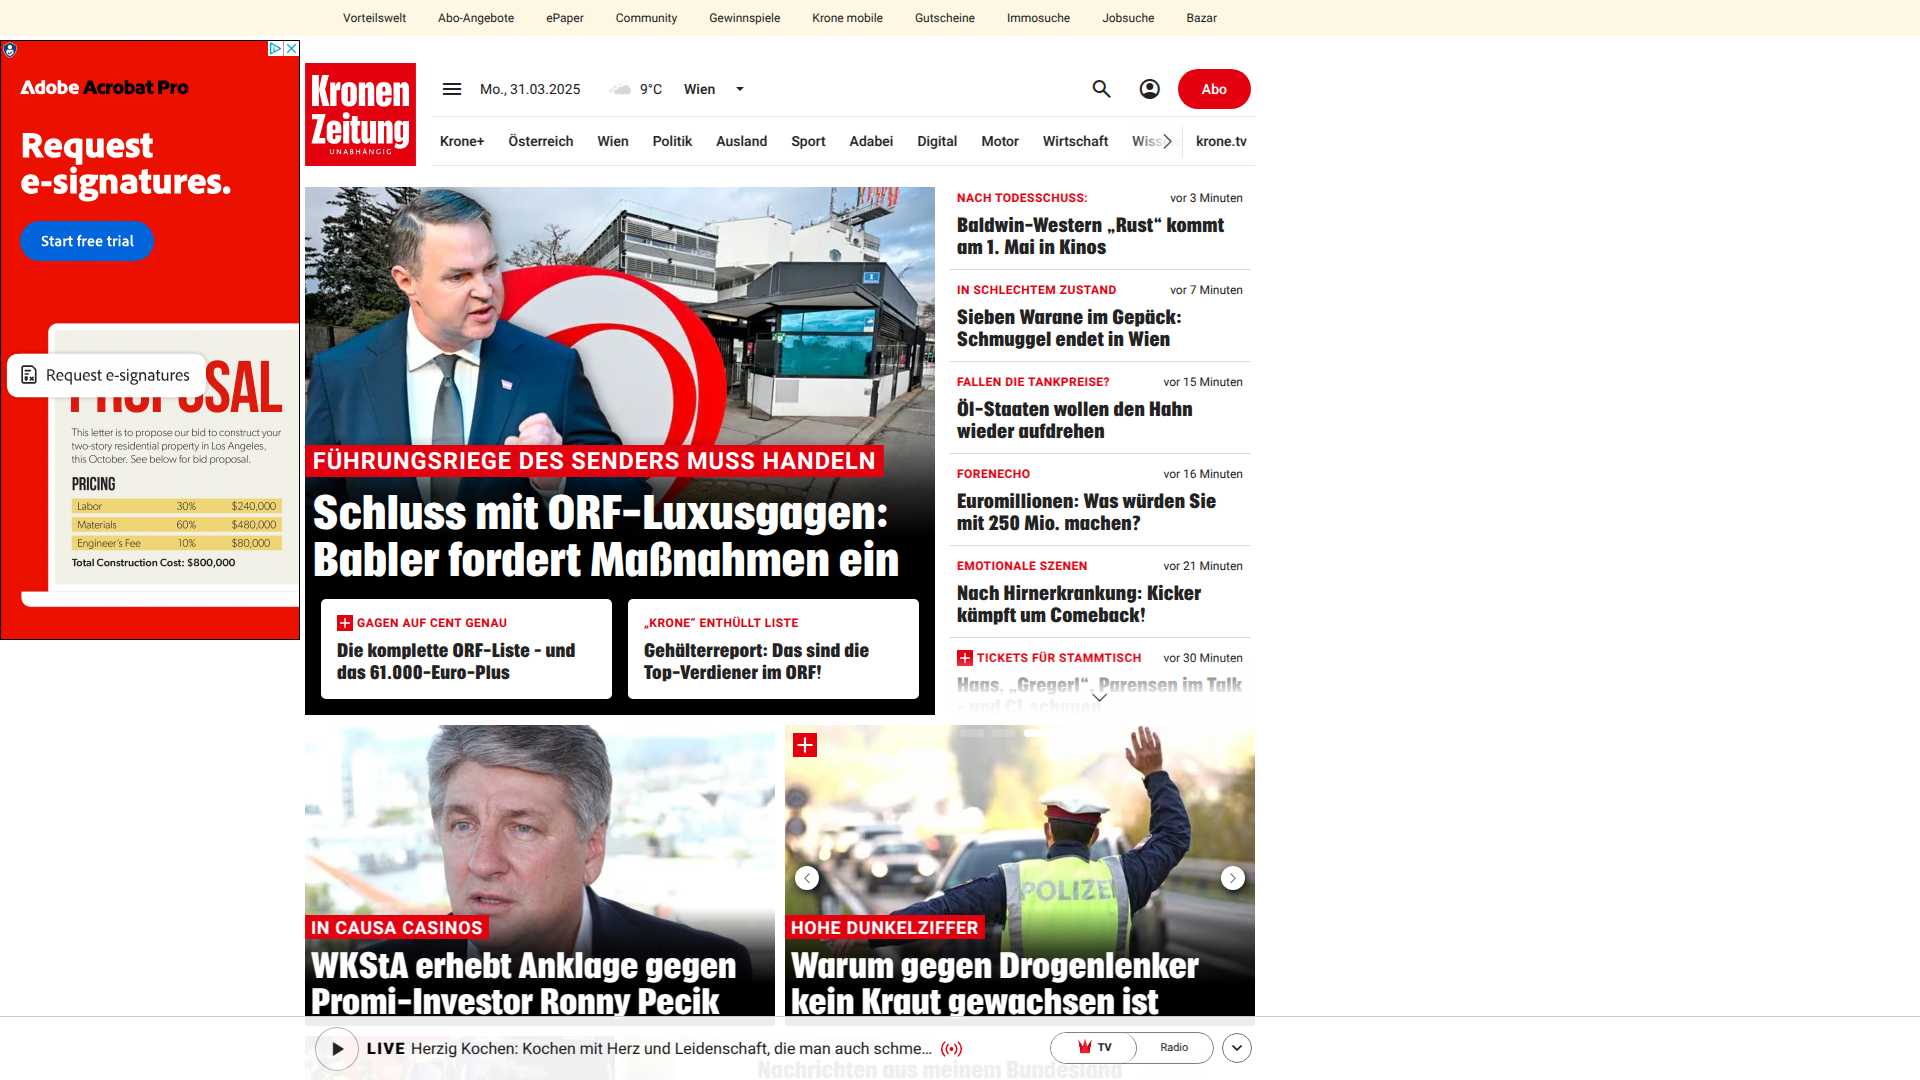 Vorteilswelt Abo-Angebote ePaper Community Gewinnspiele Krone mobile Gutscheine Immosuche Jobsuche Bazar
Adobe Acrobat Pro
Request
e-signatures.
Start free trial
Request e-signatures
This letter is to propose our bid to construct your
two-story residential property in Los Angeles,
this October. See below for bid proposal.
PRICING
Labor 30% $240,000
Materials 60% $480,000
Engineer's Fee 10% $80,000
Total Construction Cost: $800,000
Kronen
Zeitung
UNABHÄNGIG
Mo., 31.03.2025 9°C Wien
Abo
Krone+ Österreich Wien Politik Ausland Sport Adabei Digital Motor Wirtschaft krone.tv
FÜHRUNGSRIEGE DES SENDERS MUSS HANDELN
Schluss mit ORF-Luxusgagen:
Babler fordert Maßnahmen ein
GAGEN AUF CENT GENAU
Die komplette ORF-Liste - und
das 61.000-Euro-Plus
„KRONE“ ENTHÜLLT LISTE
Gehälterreport: Das sind die
Top-Verdiener im ORF!
NACH TODESSCHUSS: vor 3 Minuten
Baldwin-Western „Rust“ kommt
am 1. Mai in Kinos
IN SCHLECHTEM ZUSTAND vor 7 Minuten
Sieben Warane im Gepäck:
Schmuggel endet in Wien
FALLEN DIE TANKPREISE? vor 15 Minuten
Öl-Staaten wollen den Hahn
wieder aufdrehen
FORENECHO vor 16 Minuten
Euromillionen: Was würden Sie
mit 250 Mio. machen?
EMOTIONALE SZENEN vor 21 Minuten
Nach Hirnerkrankung: Kicker
kämpft um Comeback!
TICKETS FÜR STAMMTISCH vor 30 Minuten
Haas, „Gregerl“, Parensen im Talk
IN CAUSA CASINOS
WKStA erhebt Anklage gegen
Promi-Investor Ronny Pecik
POLIZEI
HOHE DUNKELZIFFER
Warum gegen Drogenlenker
kein Kraut gewachsen ist
LIVE Herzig Kochen: Kochen mit Herz und Leidenschaft, die man auch schme...
TV Radio
Nachrichten aus meinem Bundesland